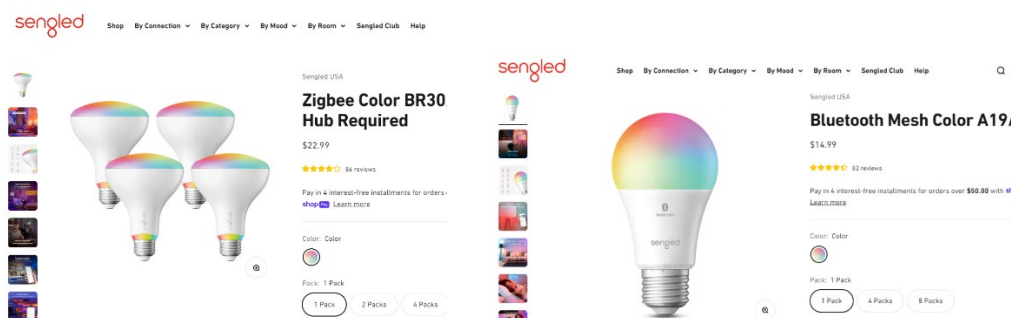 sengled
Shop By Connection By Category By Mood By Room Sengled Club Help
Sengled USA
Zigbee Color BR30
Hub Required
$22.99
86 reviews
Pay in 4 interest-free installments for orders
shop Pay Learn more
Color: Color
Pack: 1 Pack
1 Pack 2 Packs 4 Packs
sengled
Shop By Connection By Category By Mood By Room Sengled Club Help
Sengled USA
Bluetooth Mesh Color A19
$14.99
82 reviews
Pay in 4 interest-free installments for orders over $50.00 with
Learn more
Color: Color
Pack: 1 Pack
1 Pack 4 Packs 8 Packs
sengled